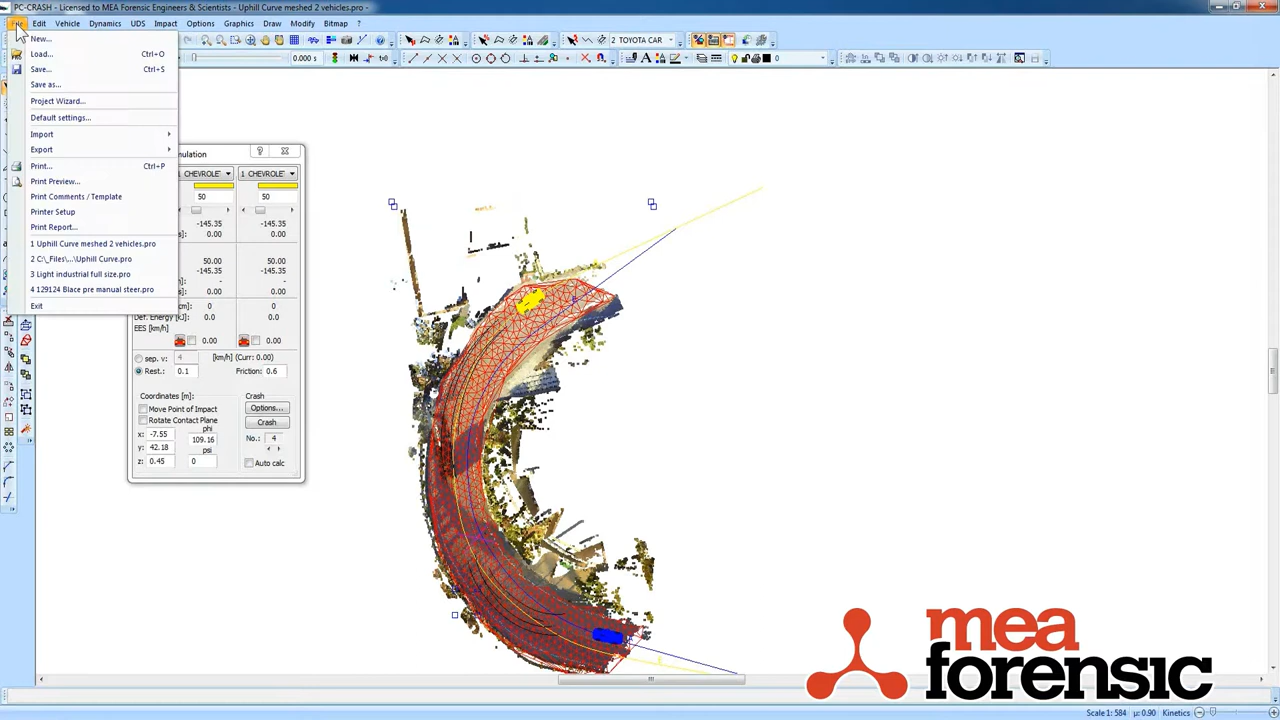 PC-CRASH - Licensed to MEA Forensic Engineers & Scientists - Uphill Curve meshed 2 vehicles.pro -
File Edit Vehicle Dynamics UDS Impact Options Graphics Draw Modify Bitmap ?
2 TOYOTA CAR
0.000 s
0
New...
Load... Ctrl+O
Save... Ctrl+S
Save as...
Project Wizard...
Default settings...
Import
Export
Print... Ctrl+P
Print Preview...
Print Comments / Template
Printer Setup
Print Report...
1 Uphill Curve meshed 2 vehicles.pro
2 C:\_Files\...\Uphill Curve.pro
3 Light industrial full size.pro
4 129124 Blace pre manual steer.pro
Exit
mulation
1 CHEVROLE 1 CHEVROLE
50 50
-145.35 -145.35
0.00 0.00
50.00 50.00
-145.35 -145.35
- -
- -
[cm] 0 0
Def. Energy [kJ] 0.0 0.0
EES [km/h]
0.00 0.00
sep. v: 4 [km/h] (Curr: 0.00)
Rest.: 0.1 Friction: 0.6
Coordinates [m] Crash
Move Point of Impact Options...
Rotate Contact Plane Crash
phi
x: -7.55 109.16 No.: 4
y: 42.18 psi
z: 0.45 0 Auto calc
mea
forensic
Scale 1: 584 µ: 0.90 Kinetics